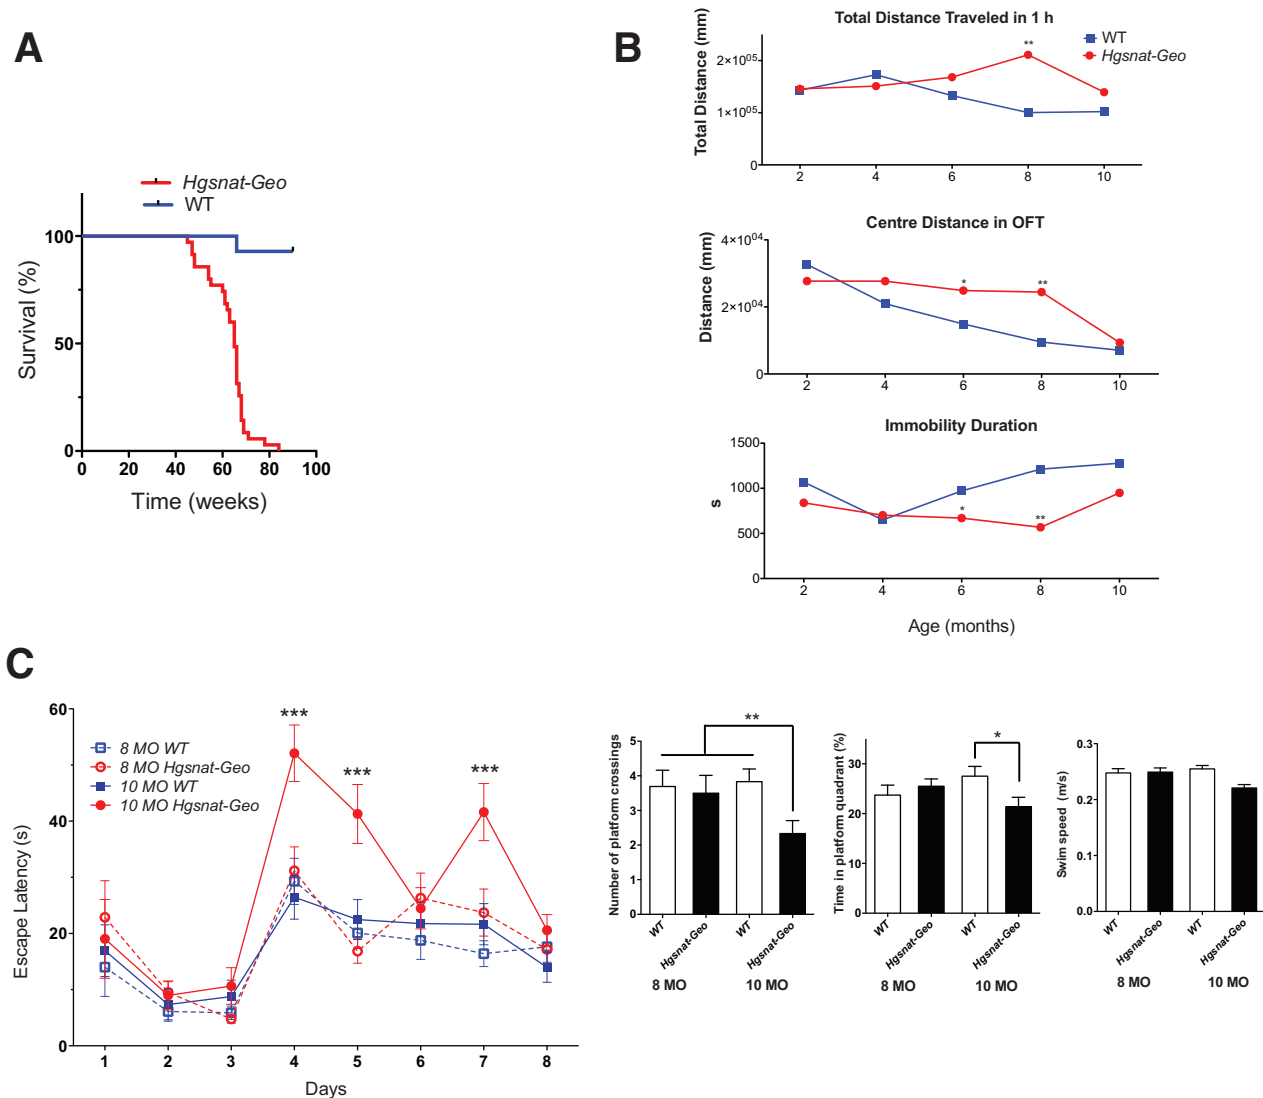 A
Hgsnat-Geo
WT
Survival (%)
100
50
0
0 20 40 60 80 100
Time (weeks)
B
Total Distance Traveled in 1 h
WT
Hgsnat-Geo
**
Total Distance (mm)
2×10⁰⁵
1×10⁰⁵
0
2 4 6 8 10
Centre Distance in OFT
Distance (mm)
4×10⁰⁴
2×10⁰⁴
0
* **
2 4 6 8 10
Immobility Duration
s
1500
1000
500
0
* **
2 4 6 8 10
Age (months)
C
Escape Latency (s)
60
40
20
0
8 MO WT
8 MO Hgsnat-Geo
10 MO WT
10 MO Hgsnat-Geo
*** *** ***
1 2 3 4 5 6 7 8
Days
Number of platform crossings
5
4
3
2
1
0
**
WT Hgsnat-Geo WT Hgsnat-Geo
8 MO 10 MO
Time in platform quadrant (%)
30
20
10
0
*
WT Hgsnat-Geo WT Hgsnat-Geo
8 MO 10 MO
Swim speed (m/s)
0.3
0.2
0.1
0.0
WT Hgsnat-Geo WT Hgsnat-Geo
8 MO 10 MO